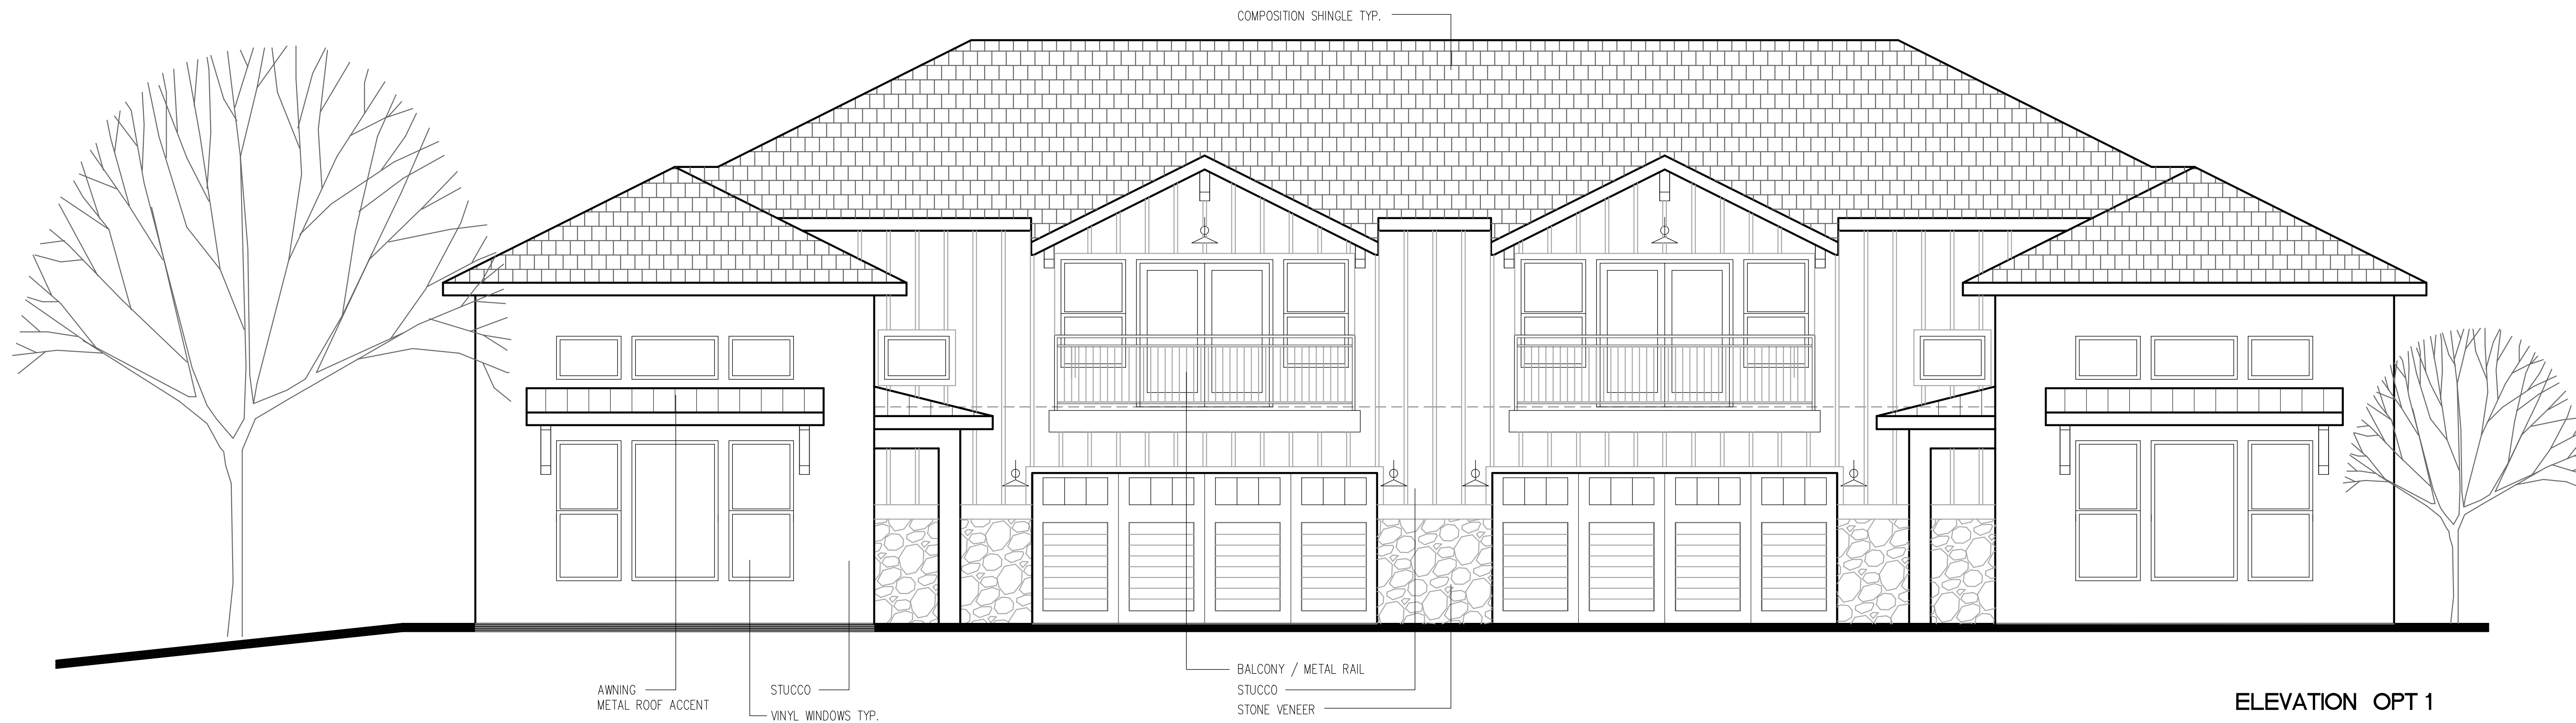 COMPOSITION SHINGLE TYP.
AWNING
METAL ROOF ACCENT
STUCCO
VINYL WINDOWS TYP.
BALCONY / METAL RAIL
STUCCO
STONE VENEER
ELEVATION OPT 1